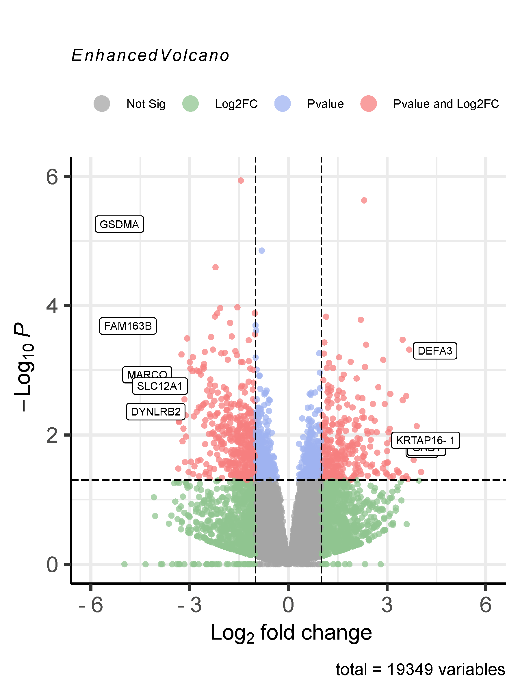 EnhancedVolcano
Not Sig Log2FC Pvalue Pvalue and Log2FC
6
GSDMA
4
FAM163B
DEFA3
MARCO
SLC12A1
DYNLRB2
2
KRTAP16-1
0
-6 -3 0 3 6
−Log10 P
Log2 fold change
total = 19349 variables